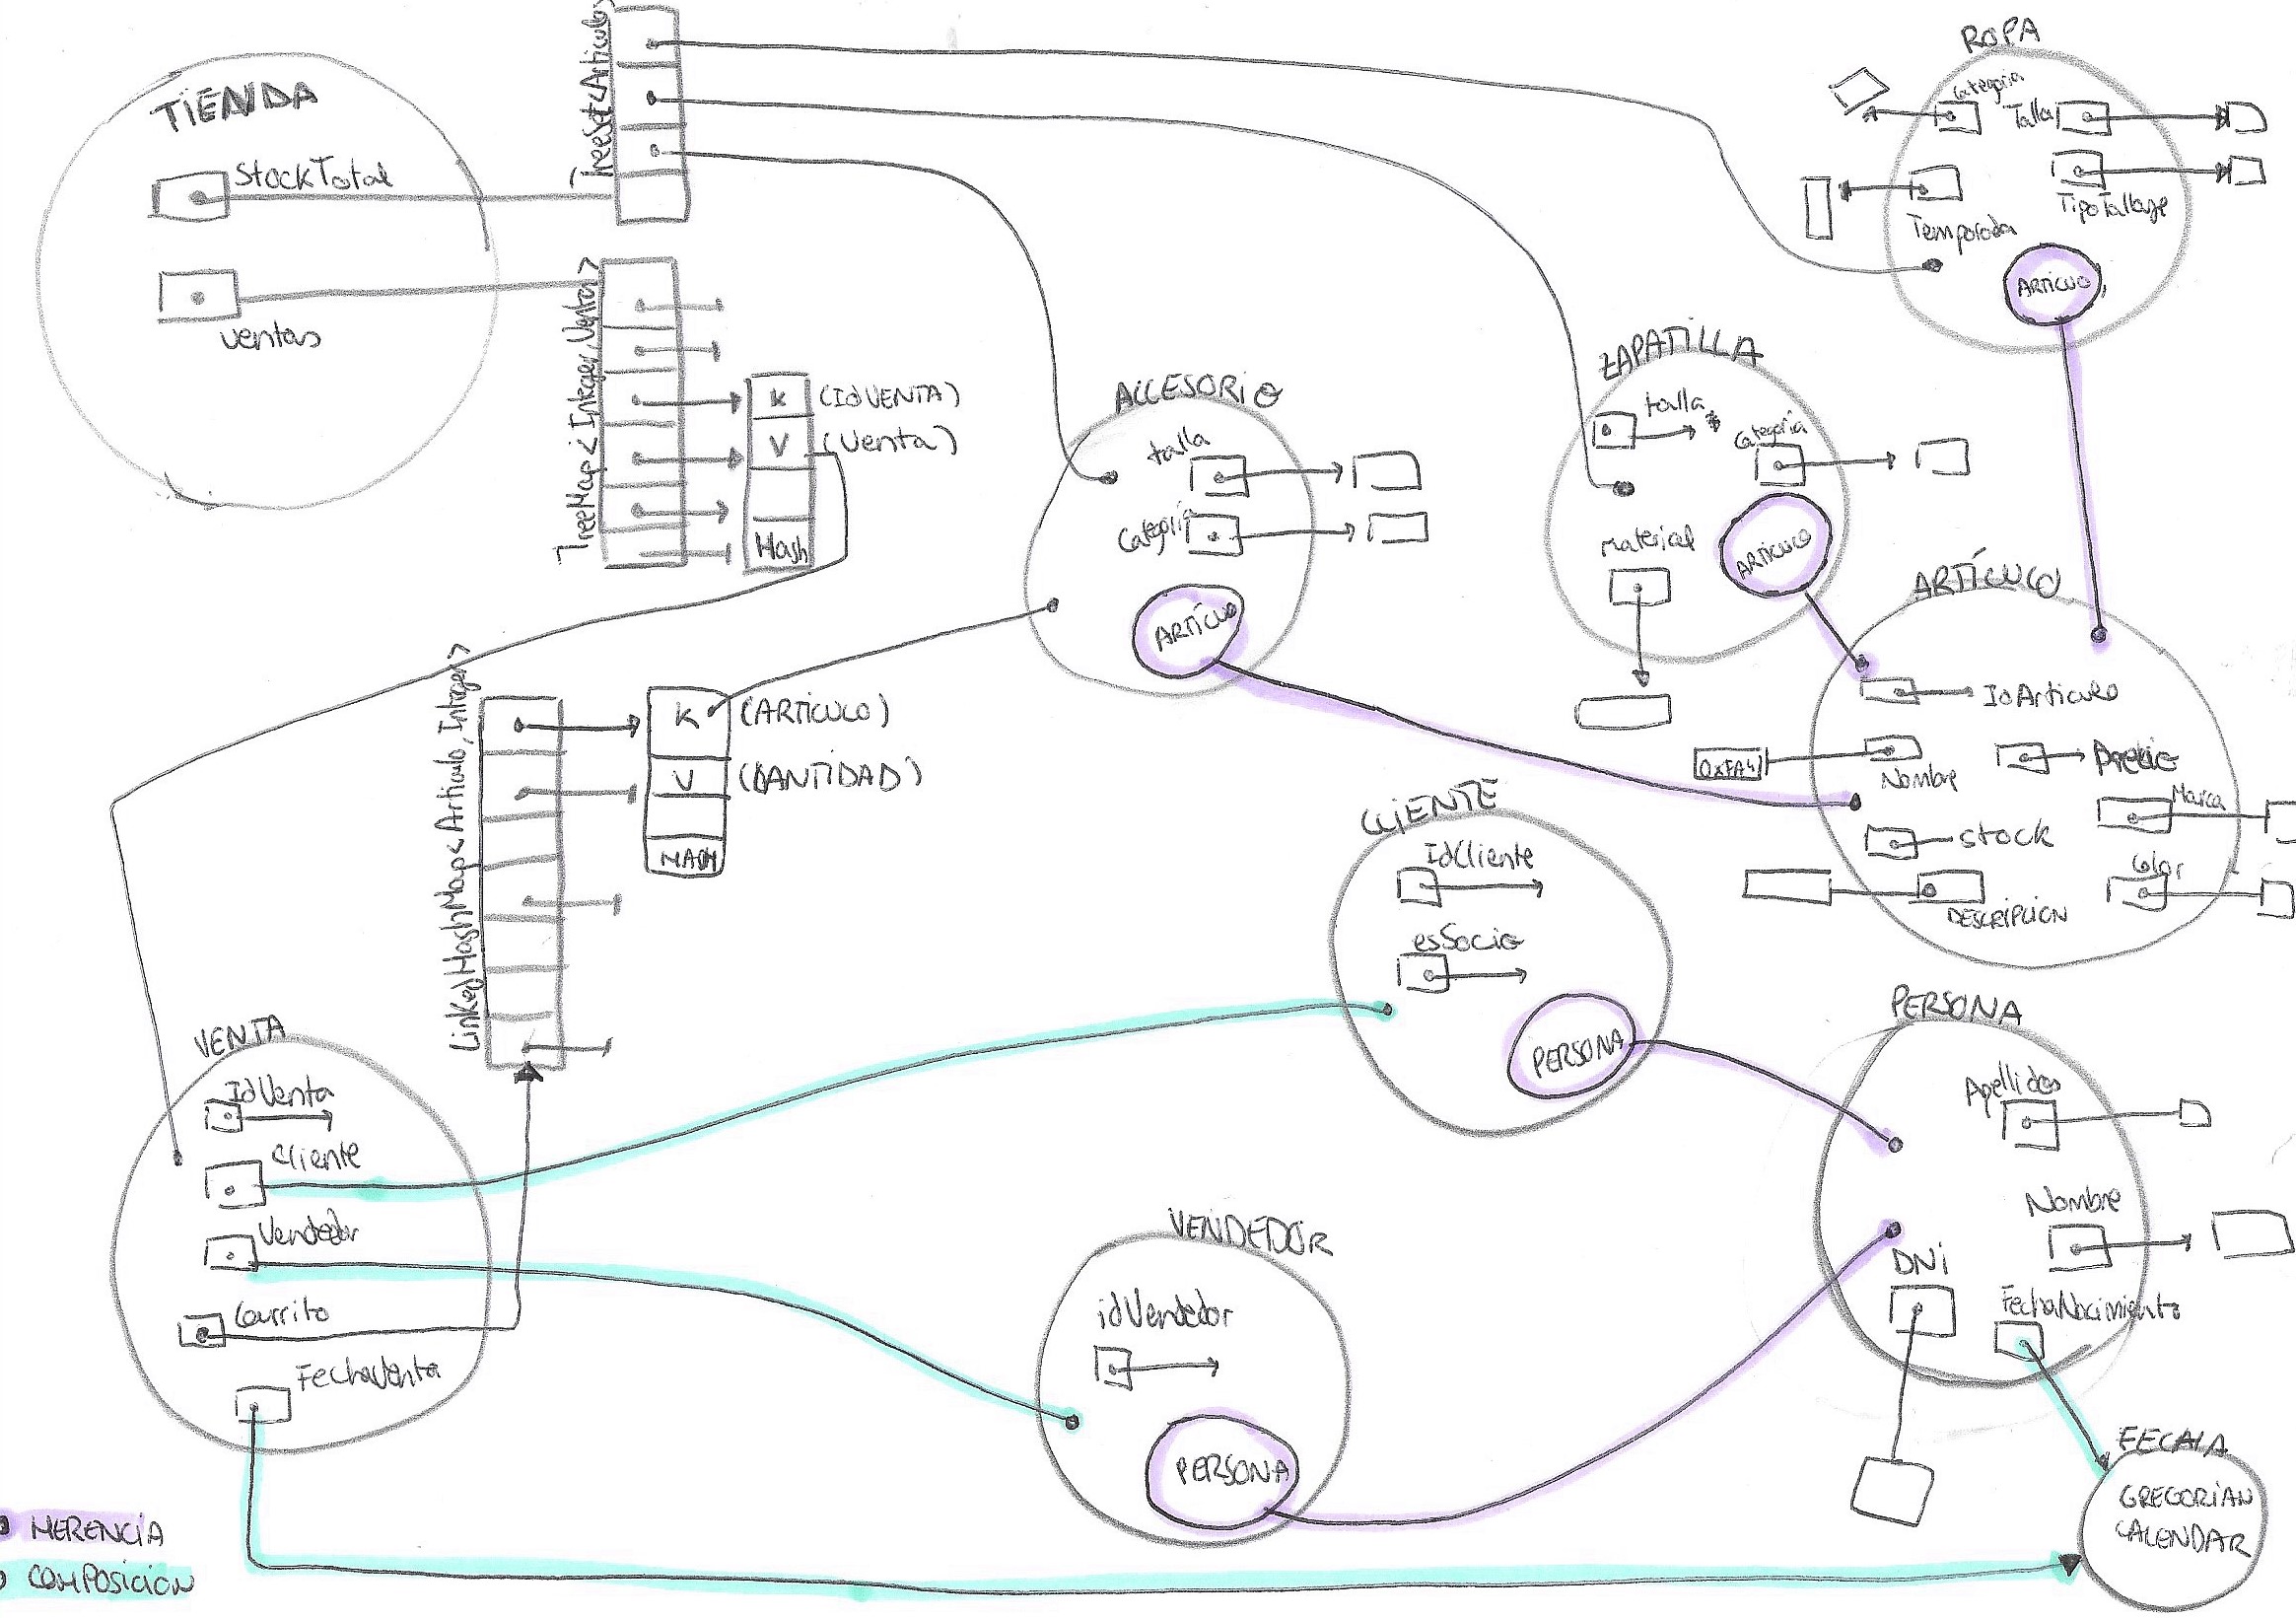 TIENDA
StockTotal
ventas
TreeSet<Articulo>
TreeMap<Integer, Venta>
K (IdVENTA)
V (Venta)
Hash
LinkedHashMap<Articulo, Integer>
K (ARTICULO)
V (CANTIDAD)
HASH
ROPA
Categoria
Talla
Temporada
TipoTallaje
ARTICULO
ZAPATILLA
talla
Categoria
material
ARTICULO
ACCESORIO
talla
Categoria
ARTÍCULO
ARTÍCULO
IdArticulo
0xFA4
Nombre
Precio
Marca
stock
Color
DESCRIPCION
CLIENTE
IdCliente
esSocio
PERSONA
PERSONA
Apellidos
Nombre
DNi
FechaNacimiento
VENTA
IdVenta
Cliente
Vendedor
Carrito
FechaVenta
VENDEDOR
idVendedor
PERSONA
GREGORIAN
CALENDAR
HERENCIA
COMPOSICION